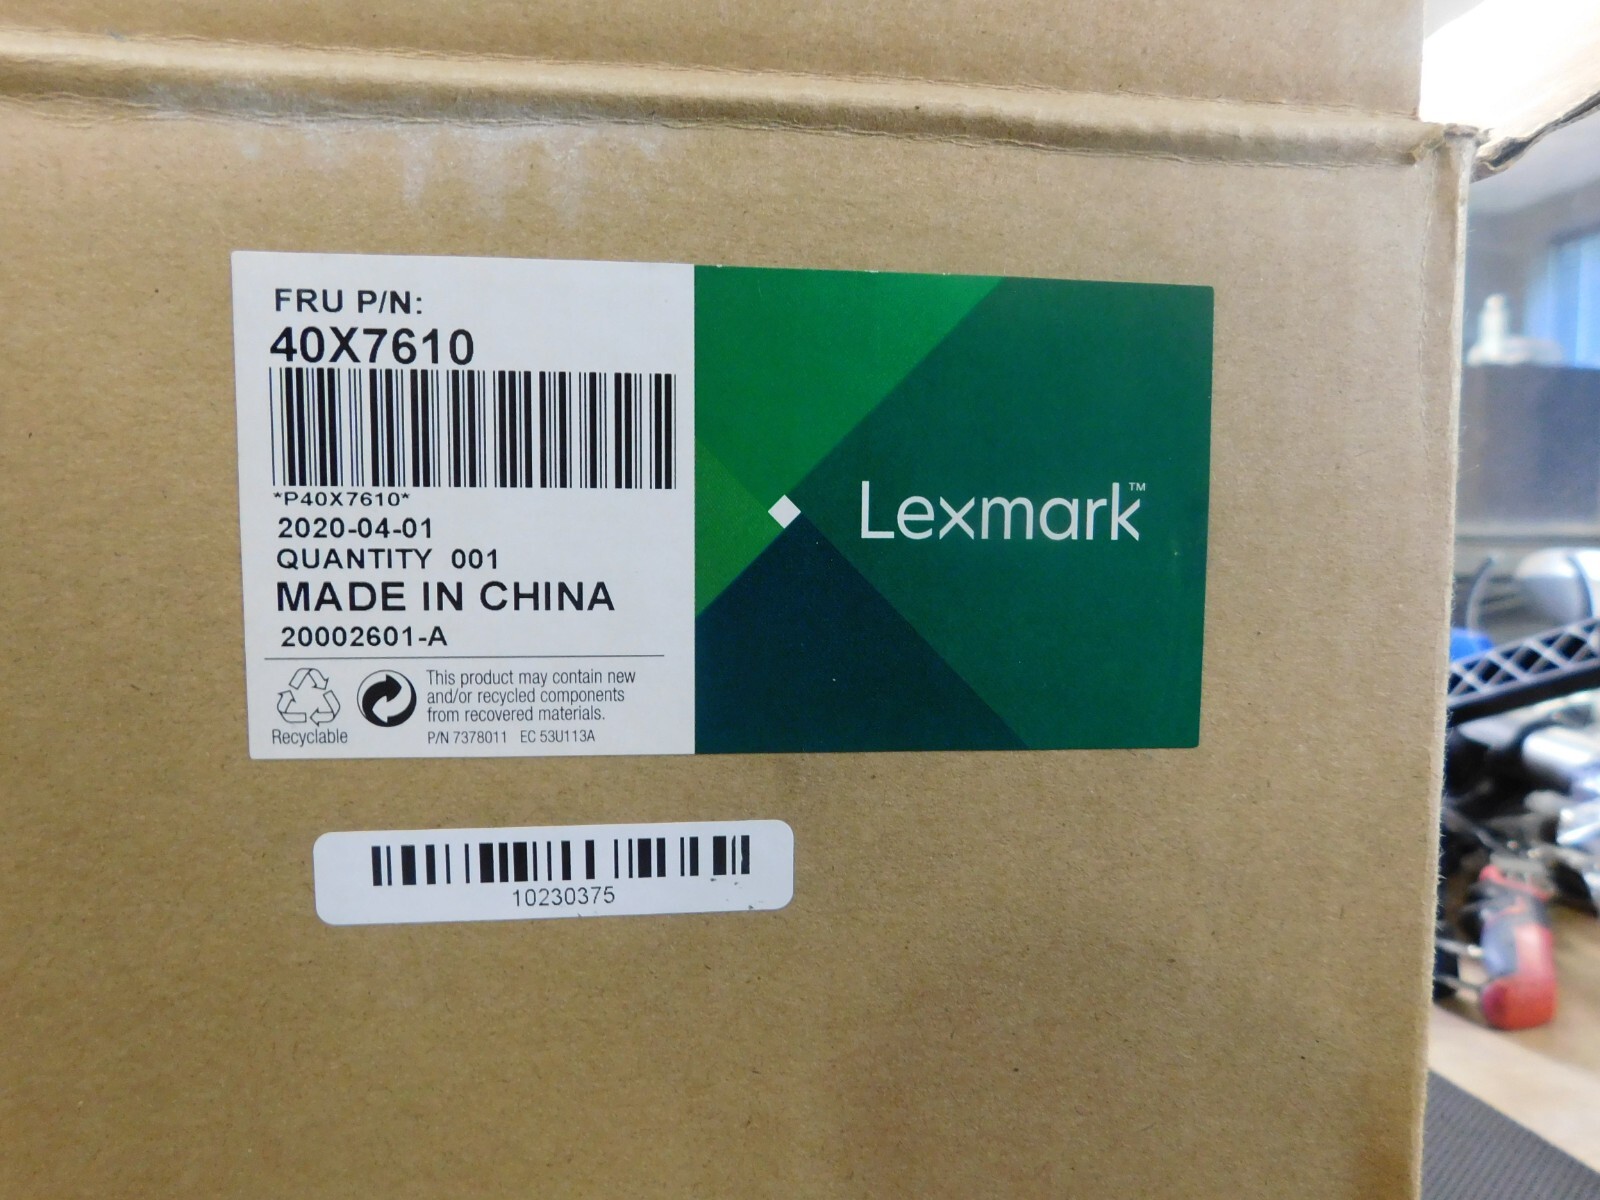 FRU P/N:
40X7610
*P40X7610*
2020-04-01
QUANTITY 001
MADE IN CHINA
20002601-A
Recyclable
This product may contain new
and/or recycled components
from recovered materials.
P/N 7378011 EC 53U113A
Lexmark™
10230375